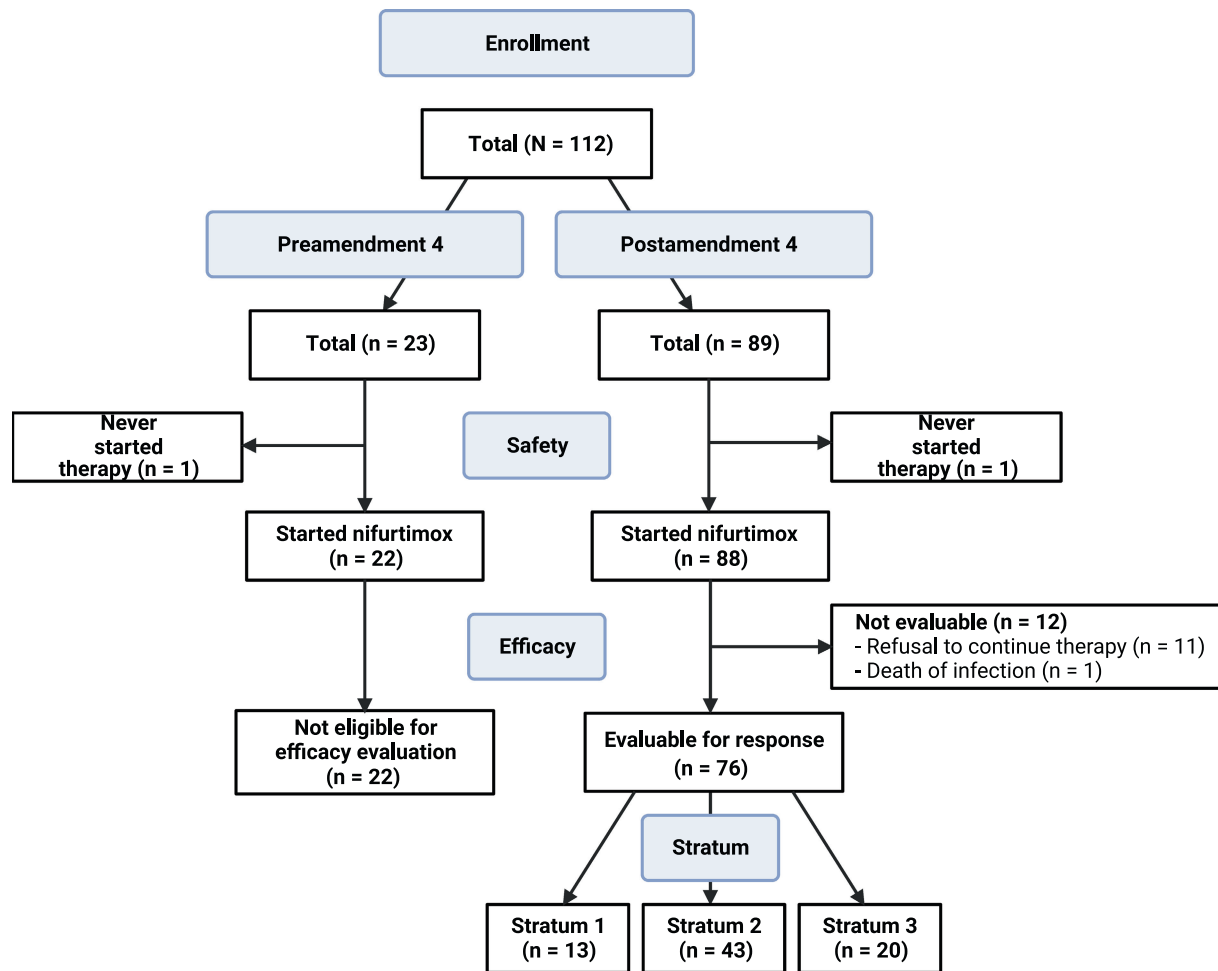 Enrollment
Total (N = 112)
Preamendment 4
Postamendment 4
Total (n = 23)
Total (n = 89)
Never
started
therapy (n = 1)
Safety
Never
started
therapy (n = 1)
Started nifurtimox
(n = 22)
Started nifurtimox
(n = 88)
Efficacy
Not evaluable (n = 12)
- Refusal to continue therapy (n = 11)
- Death of infection (n = 1)
Not eligible for
efficacy evaluation
(n = 22)
Evaluable for response
(n = 76)
Stratum
Stratum 1
(n = 13)
Stratum 2
(n = 43)
Stratum 3
(n = 20)